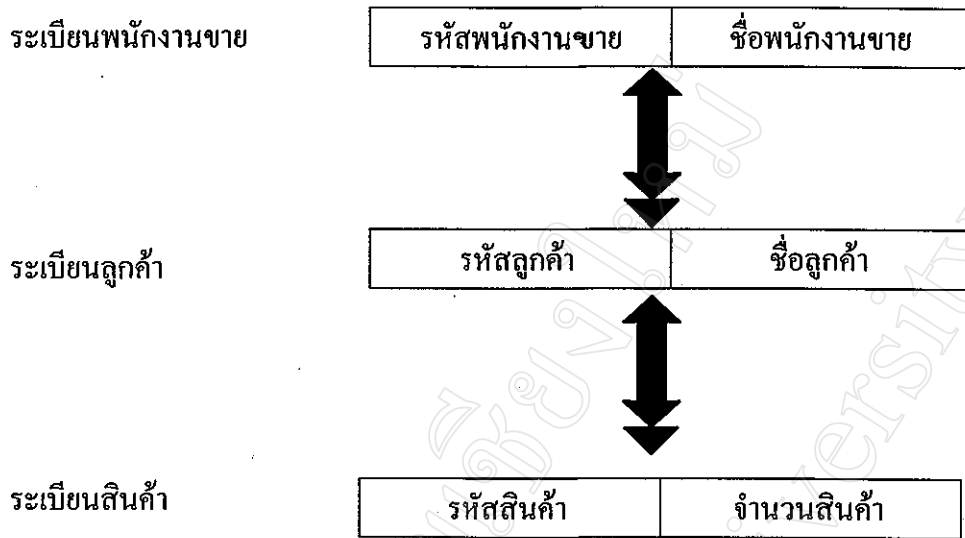 ระเบียนพนักงานขาย รหัสพนักงานขาย ชื่อพนักงานขาย
ระเบียนลูกค้า รหัสลูกค้า ชื่อลูกค้า
ระเบียนสินค้า รหัสสินค้า จำนวนสินค้า